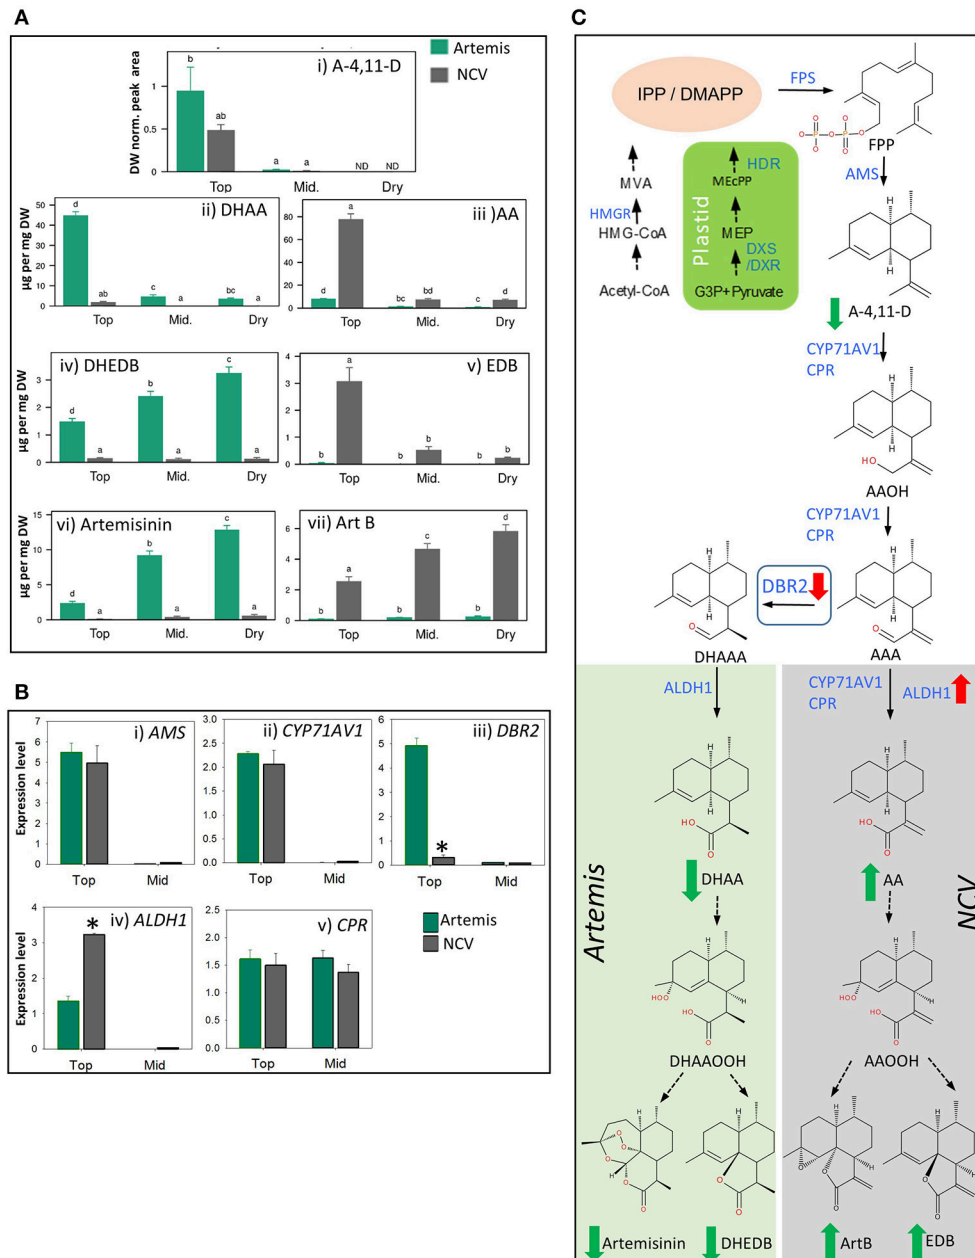 A
i) A-4,11-D
Artemis
NCV
DW norm. peak area
1
0.5
0
b
ab
a
a
ND
ND
Top
Mid.
Dry
ii) DHAA
µg per mg DW
50
40
30
20
10
0
d
ab
c
a
c
a
Top
Mid.
Dry
iii )AA
80
60
40
20
0
d
a
bc
bc
c
bc
Top
Mid.
Dry
iv) DHEDB
µg per mg DW
3
2
1
0
d
a
b
a
c
a
Top
Mid.
Dry
v) EDB
4
3
2
1
0
b
a
b
b
b
b
Top
Mid.
Dry
vi) Artemisinin
µg per mg DW
15
10
5
0
d
a
b
a
c
a
Top
Mid.
Dry
vii) Art B
6
4
2
0
b
a
b
c
b
d
Top
Mid.
Dry
B
i) AMS
Expression level
7
6
5
4
3
2
1
0
Top
Mid
ii) CYP71AV1
3.0
2.5
2.0
1.5
1.0
0.5
0.0
Top
Mid
iii) DBR2
6
5
4
3
2
1
0
*
Top
Mid
iv) ALDH1
Expression level
4
3
2
1
0
*
Top
Mid
v) CPR
2.5
2.0
1.5
1.0
0.5
0.0
Top
Mid
Artemis
NCV
C
IPP / DMAPP
FPS
FPP
MVA
HMGR
HMG-CoA
Acetyl-CoA
Plastid
HDR
MEcPP
MEP
DXS
/DXR
G3P+Pyruvate
AMS
A-4,11-D
CYP71AV1
CPR
HO
AAOH
CYP71AV1
CPR
DBR2
DHAAA
AAA
ALDH1
CYP71AV1
CPR
ALDH1
Artemis
NCV
DHAA
AA
DHAAOOH
AAOOH
Artemisinin
DHEDB
ArtB
EDB